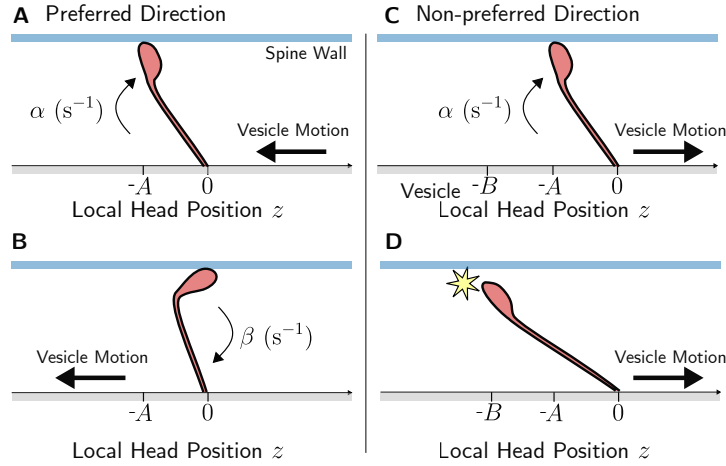 A Preferred Direction
Spine Wall
α (s⁻¹)
Vesicle Motion
-A 0
Local Head Position z
B
β (s⁻¹)
Vesicle Motion
-A 0
Local Head Position z
C Non-preferred Direction
α (s⁻¹)
Vesicle Motion
Vesicle -B -A 0
Local Head Position z
D
Vesicle Motion
-B -A 0
Local Head Position z